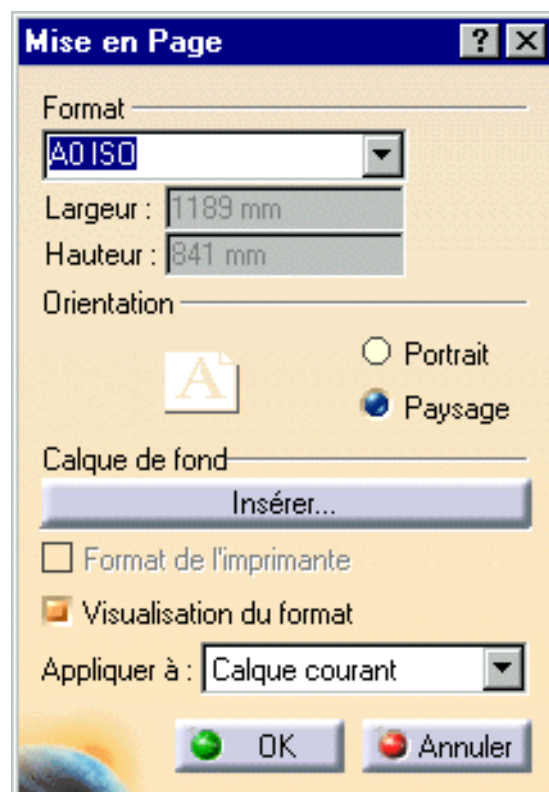 Mise en Page
Format
A0 ISO
Largeur : 1189 mm
Hauteur : 841 mm
Orientation
A
Portrait
Paysage
Calque de fond
Insérer...
Format de l'imprimante
Visualisation du format
Appliquer à : Calque courant
OK Annuler